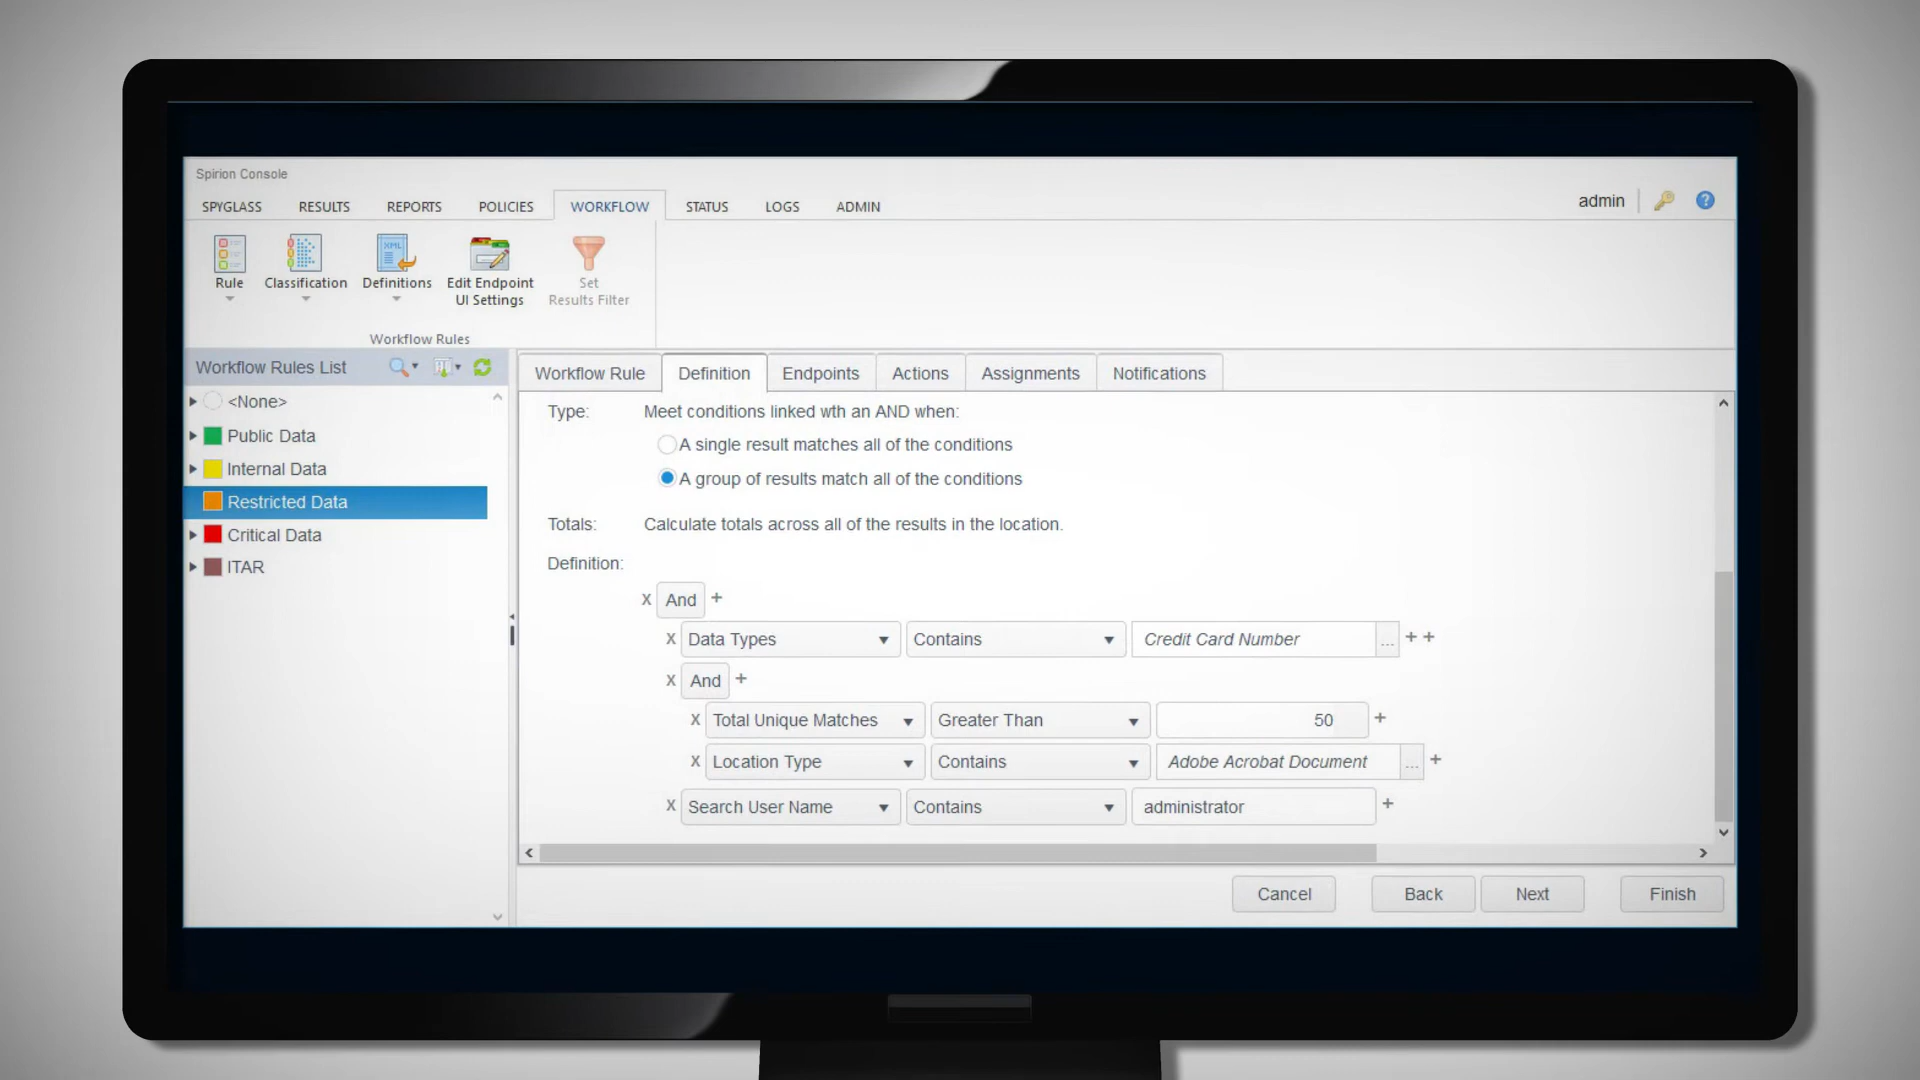 Spirion Console
SPYGLASS RESULTS REPORTS POLICIES WORKFLOW STATUS LOGS ADMIN
admin
?
Rule Classification XML Definitions Edit Endpoint UI Settings Set Results Filter
Workflow Rules
Workflow Rules List
<None>
Public Data
Internal Data
Restricted Data
Critical Data
ITAR
Workflow Rule Definition Endpoints Actions Assignments Notifications
Type: Meet conditions linked wth an AND when:
A single result matches all of the conditions
A group of results match all of the conditions
Totals: Calculate totals across all of the results in the location.
Definition:
X And +
X Data Types Contains Credit Card Number ... + +
X And +
X Total Unique Matches Greater Than 50 +
X Location Type Contains Adobe Acrobat Document ... +
X Search User Name Contains administrator +
Cancel Back Next Finish